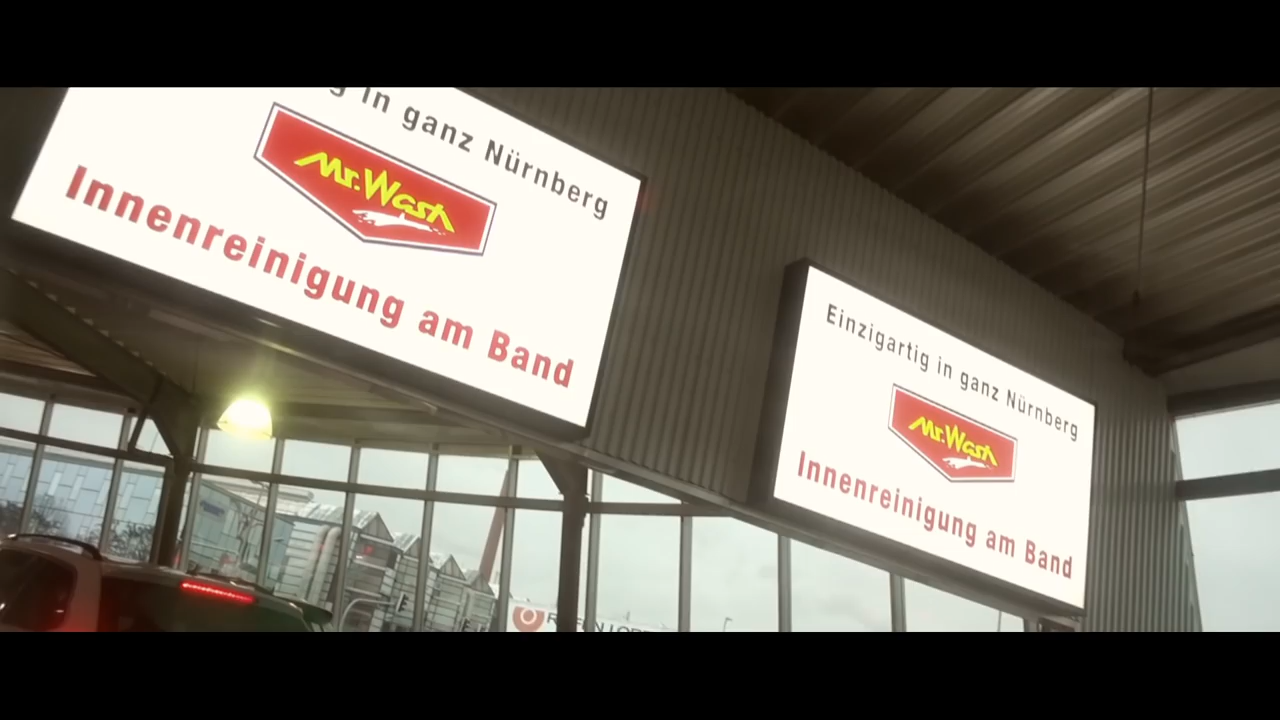 g in ganz Nürnberg
Mr. Wash
Innenreinigung am Band
Einzigartig in ganz Nürnberg
Mr. Wash
Innenreinigung am Band